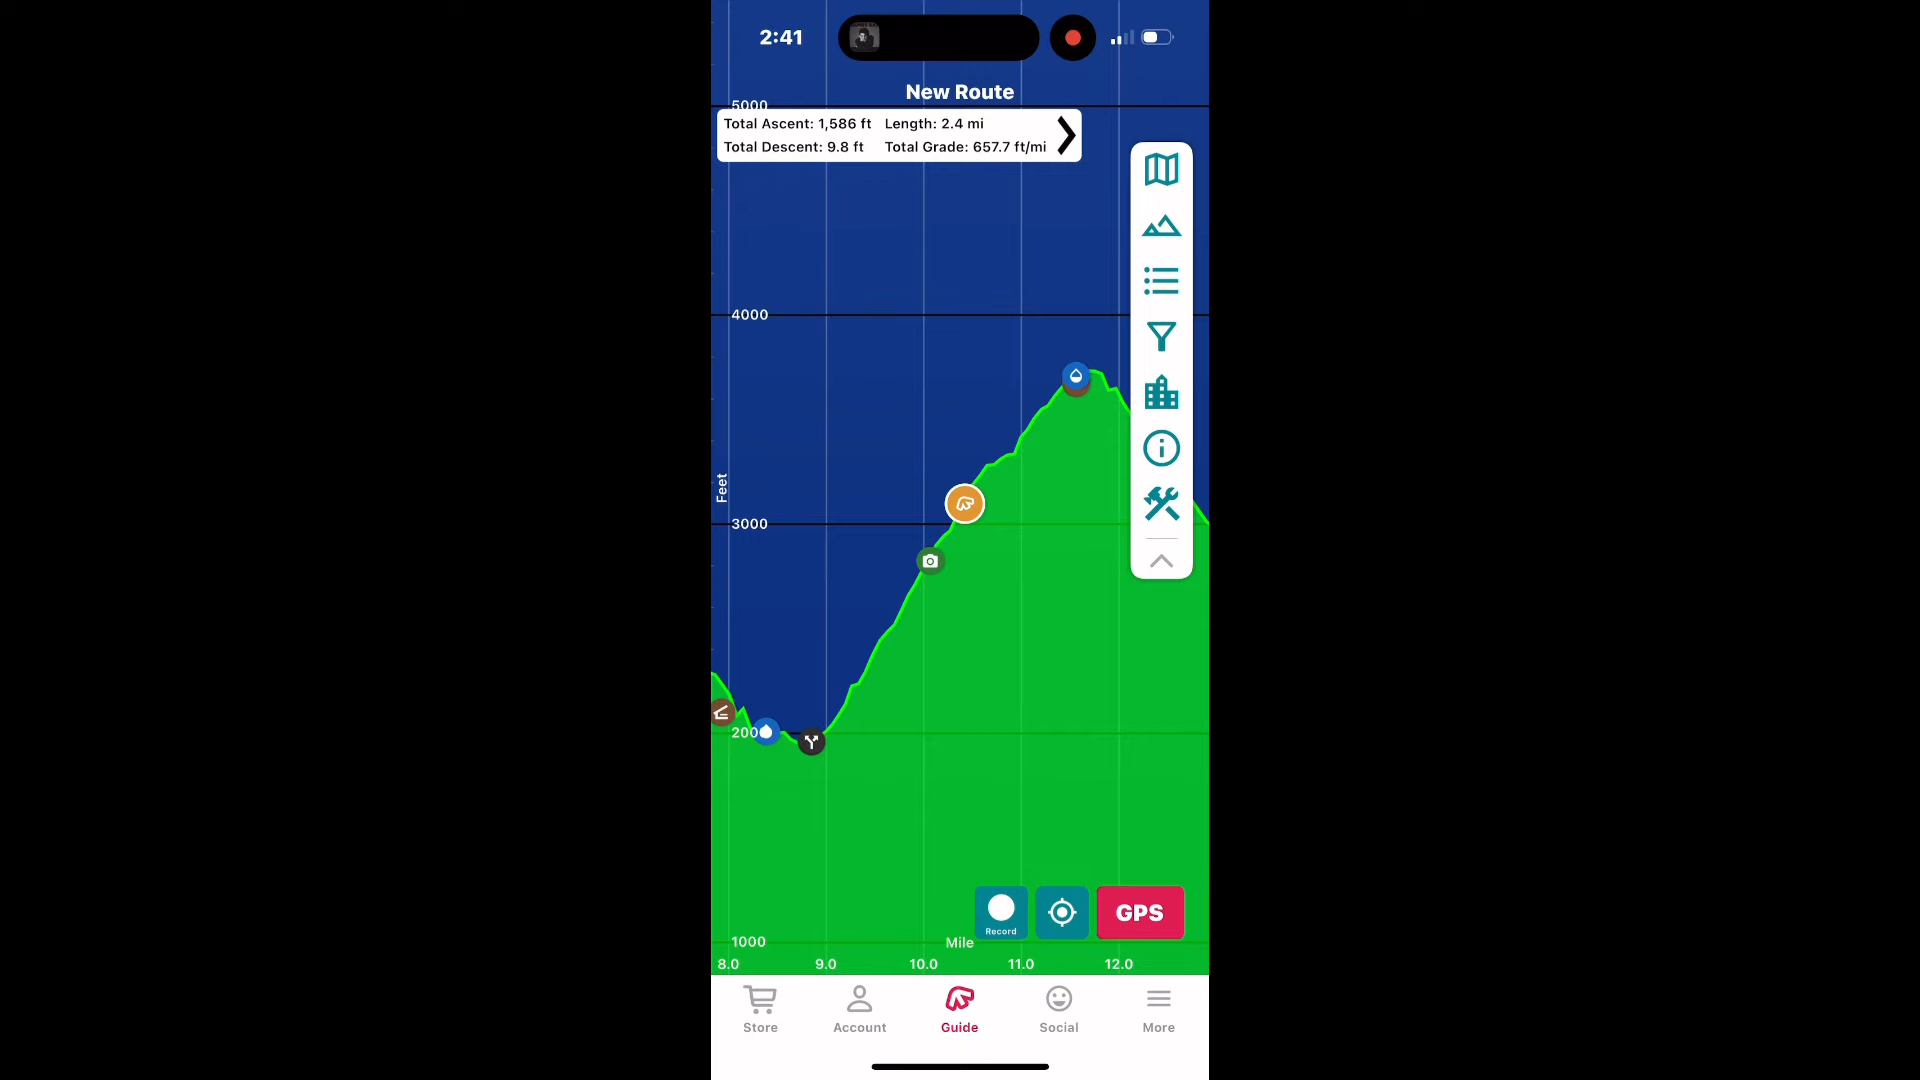 2:41
New Route
5000
Total Ascent: 1,586 ft Length: 2.4 mi
Total Descent: 9.8 ft Total Grade: 657.7 ft/mi
4000
Feet
3000
2000
GPS
Record
1000
Mile
8.0 9.0 10.0 11.0 12.0
Store Account Guide Social More